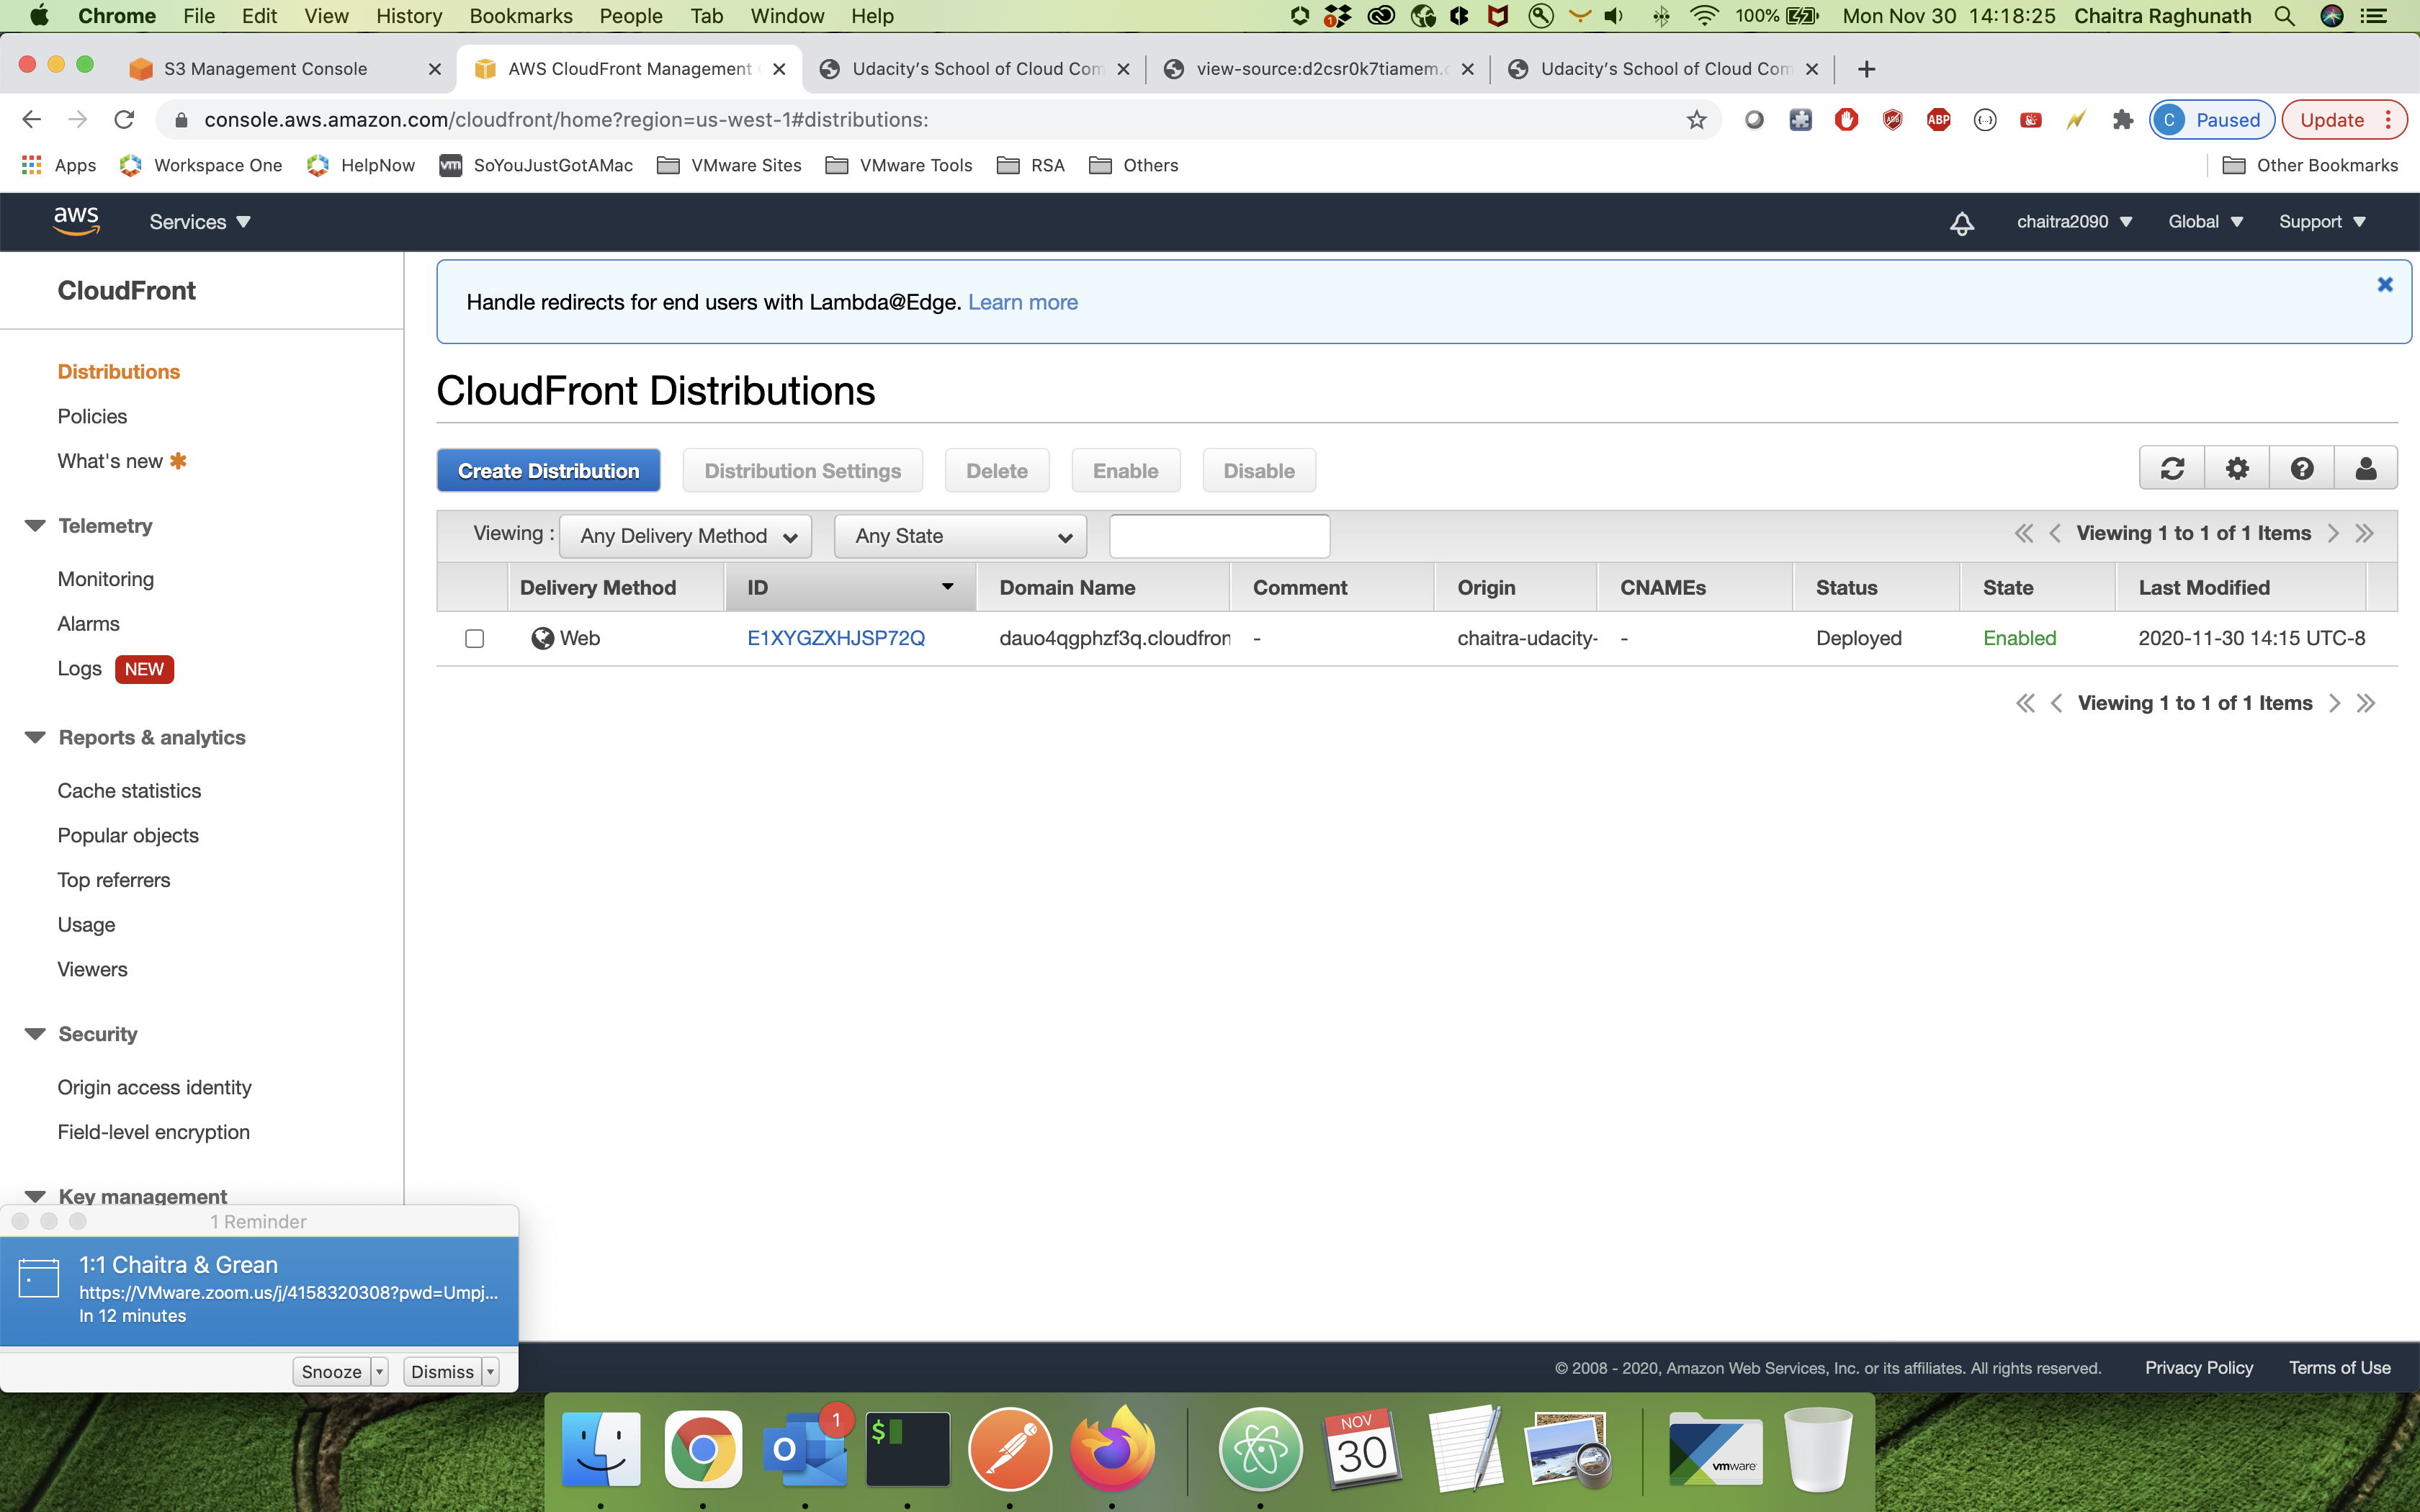 Chrome File Edit View History Bookmarks People Tab Window Help 1 100% Mon Nov 30 14:18:25 Chaitra Raghunath
S3 Management Console AWS CloudFront Management Udacity's School of Cloud Com view-source:d2csr0k7tiamem. Udacity's School of Cloud Com
console.aws.amazon.com/cloudfront/home?region=us-west-1#distributions: ABP C Paused Update
Apps Workspace One HelpNow vm SoYouJustGotAMac VMware Sites VMware Tools RSA Others Other Bookmarks
aws Services chaitra2090 Global Support
CloudFront
Handle redirects for end users with Lambda@Edge. Learn more
CloudFront Distributions
Distributions
Policies
What's new
Telemetry
Monitoring
Alarms
Logs NEW
Reports & analytics
Cache statistics
Popular objects
Top referrers
Usage
Viewers
Security
Origin access identity
Field-level encryption
Key management
Create Distribution Distribution Settings Delete Enable Disable
Viewing : Any Delivery Method Any State Viewing 1 to 1 of 1 Items
Delivery Method ID Domain Name Comment Origin CNAMEs Status State Last Modified
Web E1XYGZXHJSP72Q dauo4qgphzf3q.cloudfron - chaitra-udacity- - Deployed Enabled 2020-11-30 14:15 UTC-8
Viewing 1 to 1 of 1 Items
1 Reminder
1:1 Chaitra & Grean
https://VMware.zoom.us/j/4158320308?pwd=Umpj...
In 12 minutes
Snooze Dismiss
© 2008 - 2020, Amazon Web Services, Inc. or its affiliates. All rights reserved. Privacy Policy Terms of Use
$ 1 O NOV 30 vmware